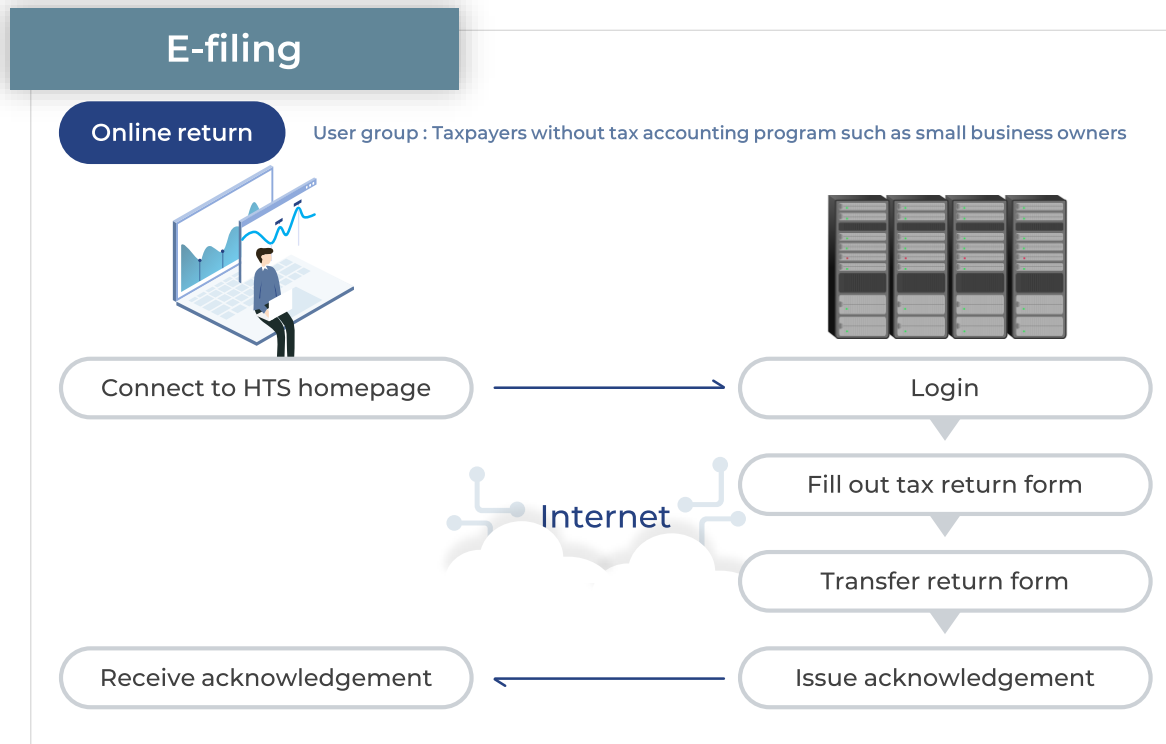 E-filing
Online return
User group : Taxpayers without tax accounting program such as small business owners
Connect to HTS homepage
Login
Fill out tax return form
Internet
Transfer return form
Receive acknowledgement
Issue acknowledgement